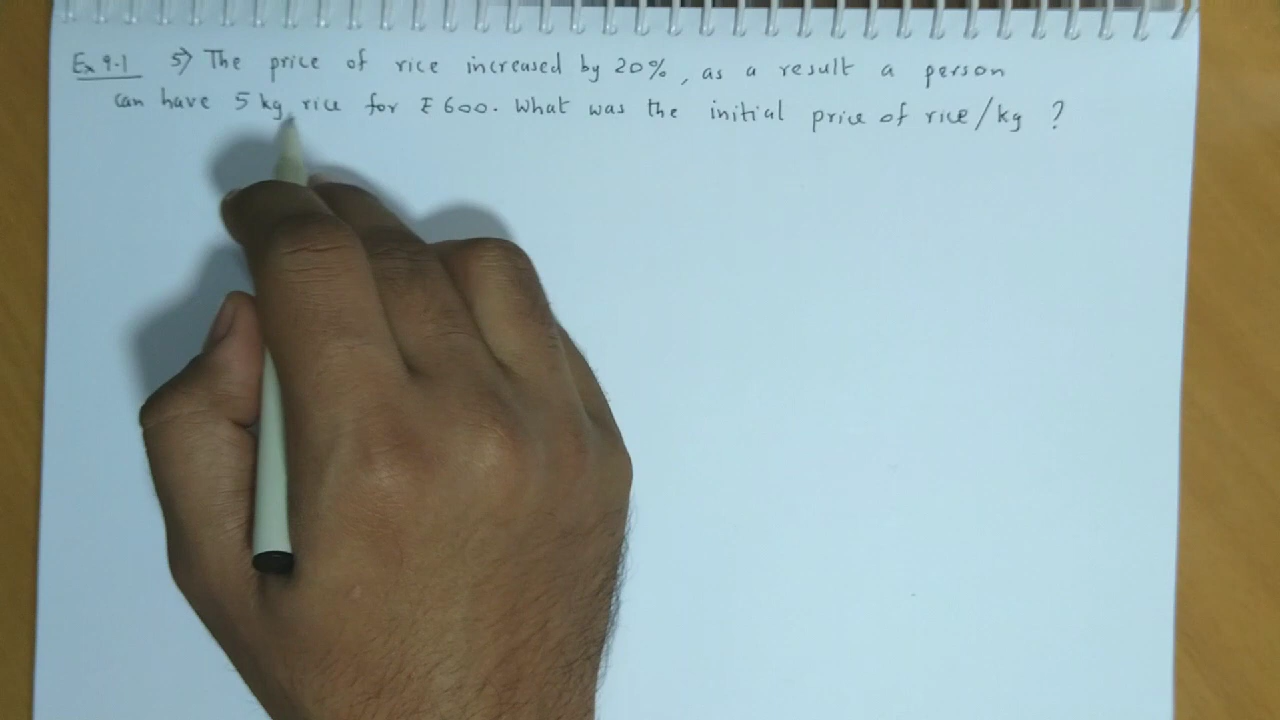 Ex 9.1 5) The price of rice increased by 20%, as a result a person
can have 5 kg rice for ₹600. What was the initial price of rice/kg ?